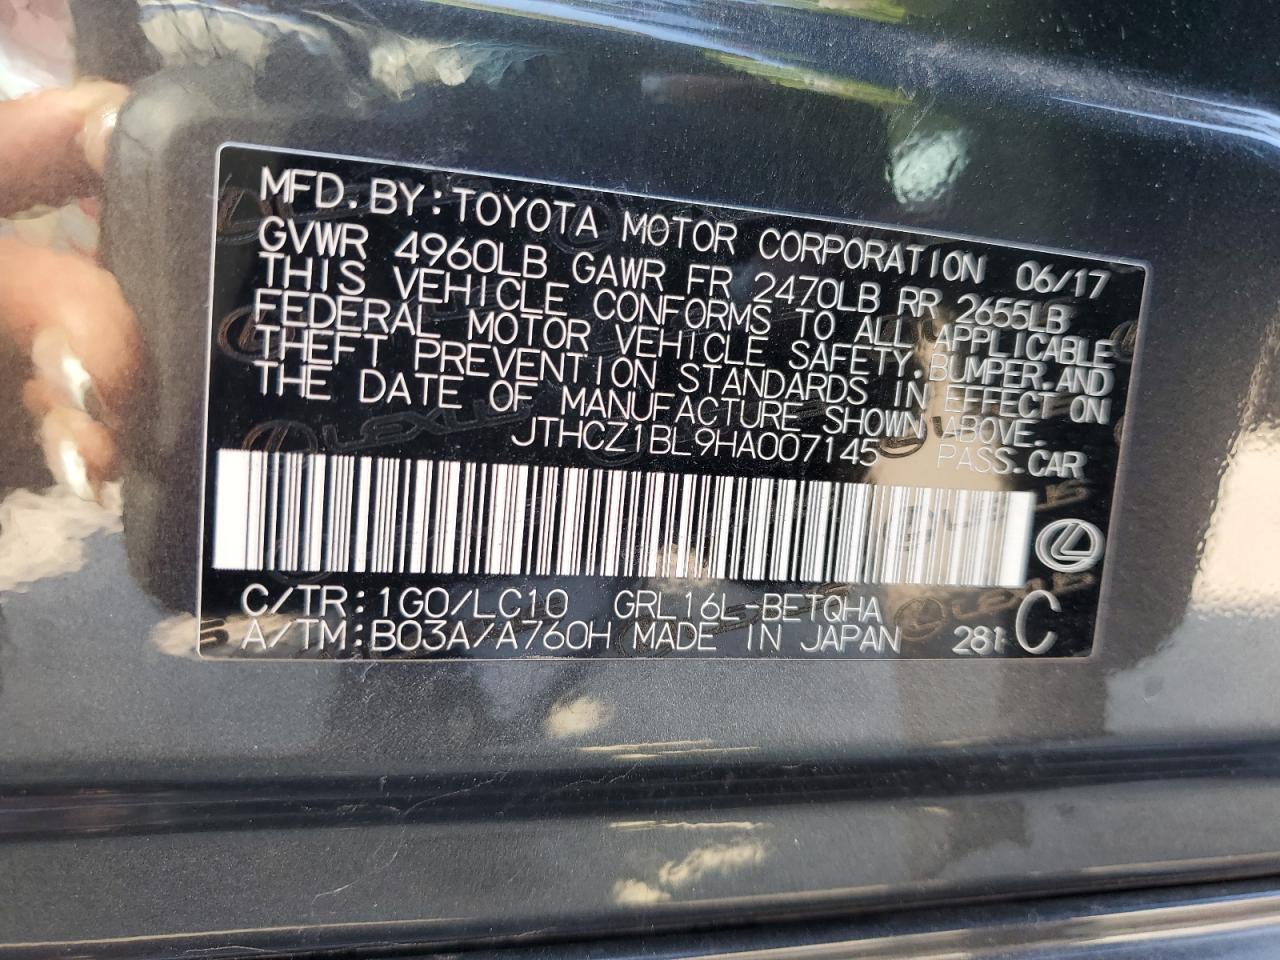 MFD. BY: TOYOTA MOTOR CORPORATION 06/17
GVWR 4960LB GAWR FR 2470LB RR 2655LB
THIS VEHICLE CONFORMS TO ALL APPLICABLE
FEDERAL MOTOR VEHICLE SAFETY, BUMPER, AND
THEFT PREVENTION STANDARDS IN EFFECT ON
THE DATE OF MANUFACTURE SHOWN ABOVE.
JTHCZ1BL9HA007145 PASS. CAR
C/TR: 1G0/LC10 GRL16L-BETQHA
A/TM: B03A/A760H MADE IN JAPAN 281 C